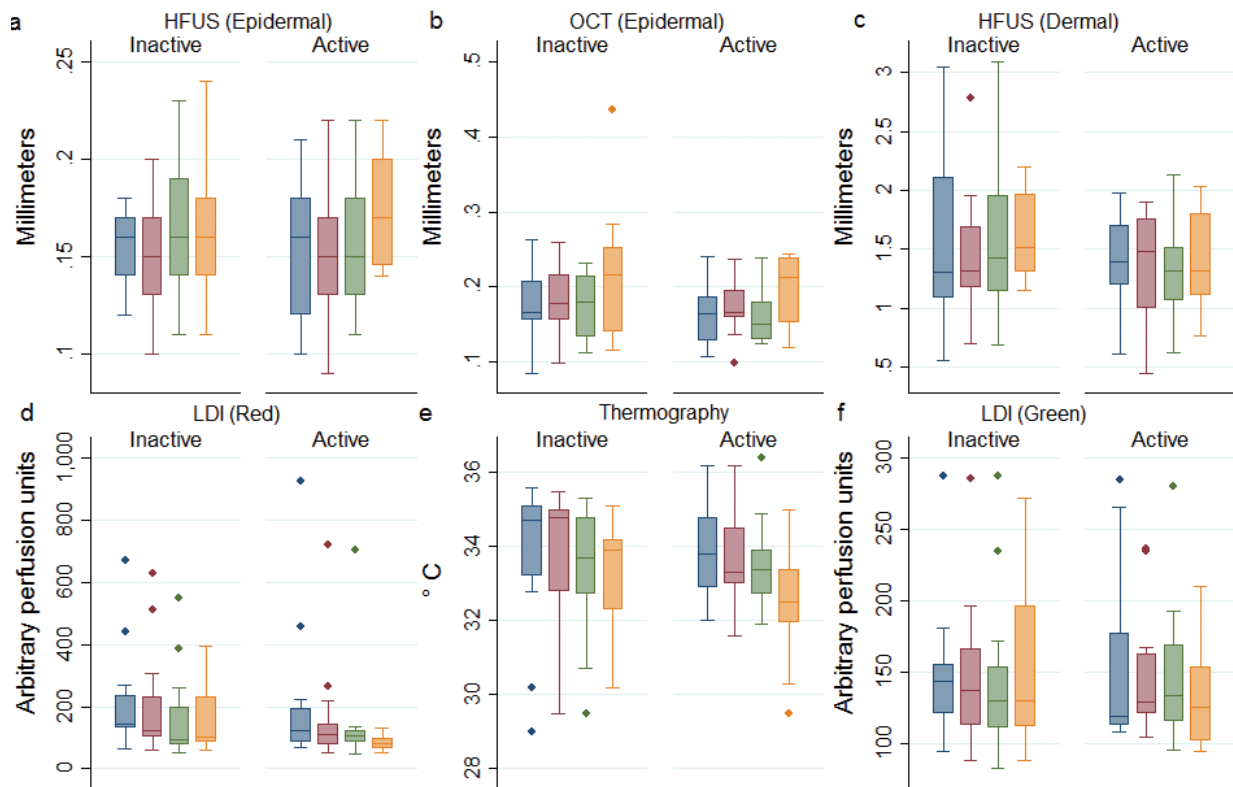 a HFUS (Epidermal)
Inactive Active
Millimeters
.25
.2
.15
.1
b OCT (Epidermal)
Inactive Active
Millimeters
.5
.4
.3
.2
.1
c HFUS (Dermal)
Inactive Active
Millimeters
3
2.5
2
1.5
1
.5
d LDI (Red)
Inactive Active
Arbitrary perfusion units
1,000
800
600
400
200
0
e Thermography
Inactive Active
° C
36
34
32
30
28
f LDI (Green)
Inactive Active
Arbitrary perfusion units
300
250
200
150
100